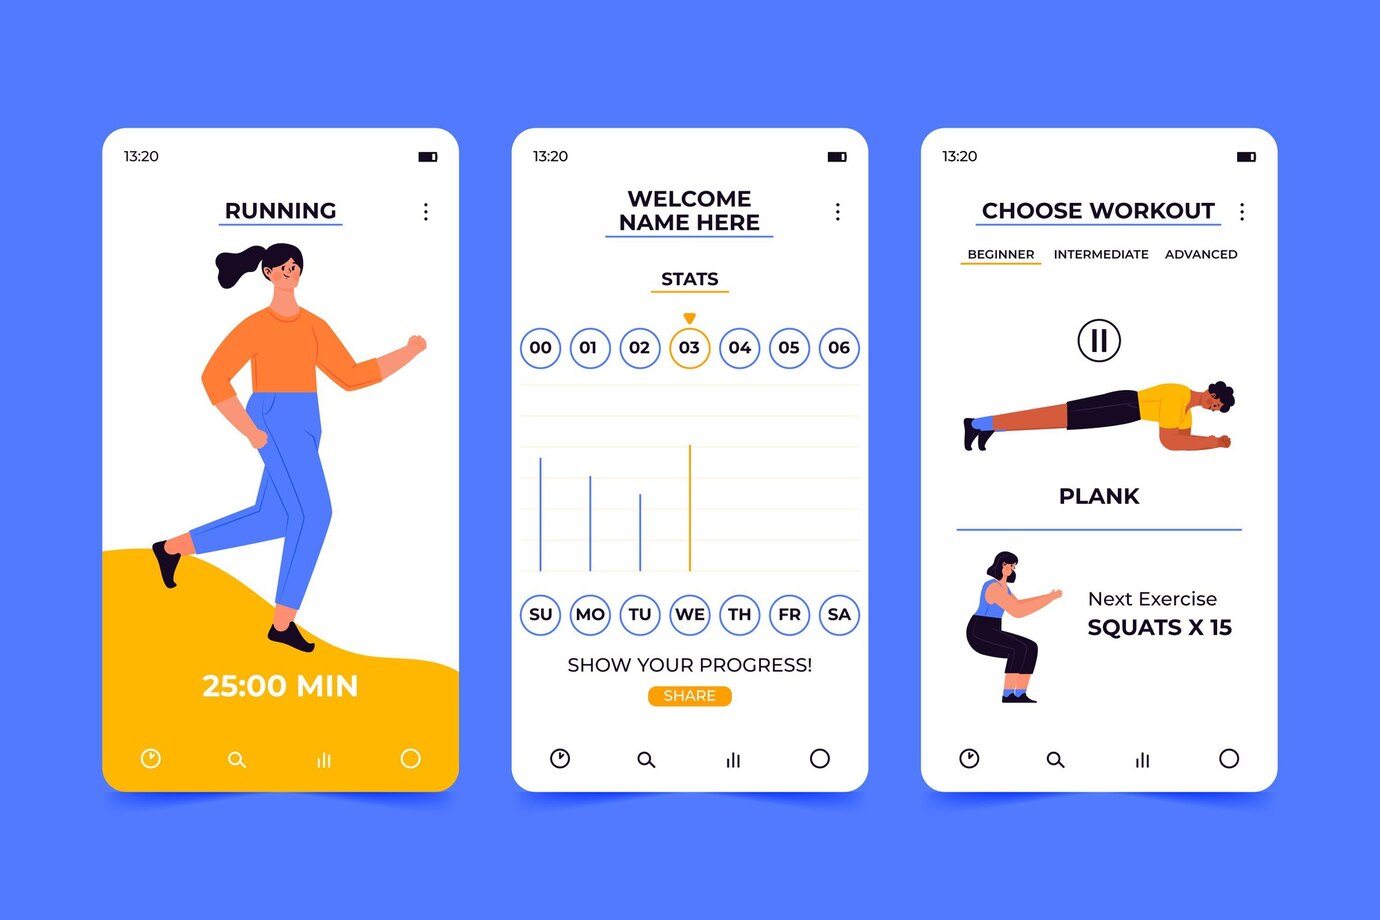 13:20
RUNNING
25:00 MIN
13:20
WELCOME
NAME HERE
STATS
00 01 02 03 04 05 06
SU MO TU WE TH FR SA
SHOW YOUR PROGRESS!
SHARE
13:20
CHOOSE WORKOUT
BEGINNER INTERMEDIATE ADVANCED
PLANK
Next Exercise
SQUATS X 15